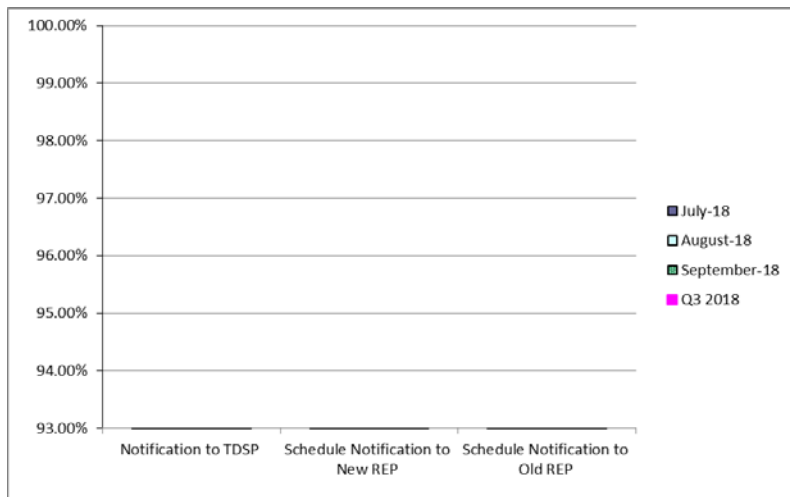 100.00%
99.00%
98.00%
97.00%
96.00%
95.00%
94.00%
93.00%
Notification to TDSP
Schedule Notification to
New REP
Schedule Notification to
Old REP
July-18
August-18
September-18
Q3 2018